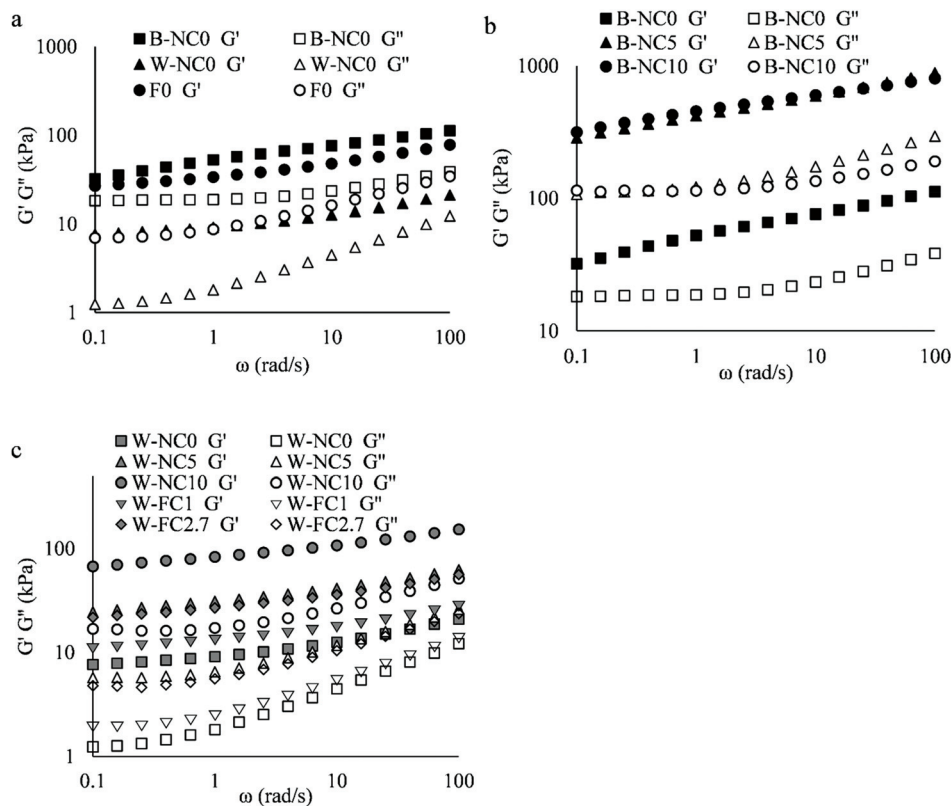 a
1000
100
10
1
G' G" (kPa)
■ B-NC0 G' □ B-NC0 G"
▲ W-NC0 G' △ W-NC0 G"
● F0 G' ○ F0 G"
0.1 1 10 100
ω (rad/s)
b
■ B-NC0 G' □ B-NC0 G"
▲ B-NC5 G' △ B-NC5 G"
● B-NC10 G' ○ B-NC10 G"
1000
100
10
G' G" (kPa)
0.1 1 10 100
ω (rad/s)
c
■ W-NC0 G' □ W-NC0 G"
▲ W-NC5 G' △ W-NC5 G"
● W-NC10 G' ○ W-NC10 G"
▼ W-FC1 G' ▽ W-FC1 G"
◆ W-FC2.7 G' ◇ W-FC2.7 G"
100
10
1
G' G" (kPa)
0.1 1 10 100
ω (rad/s)